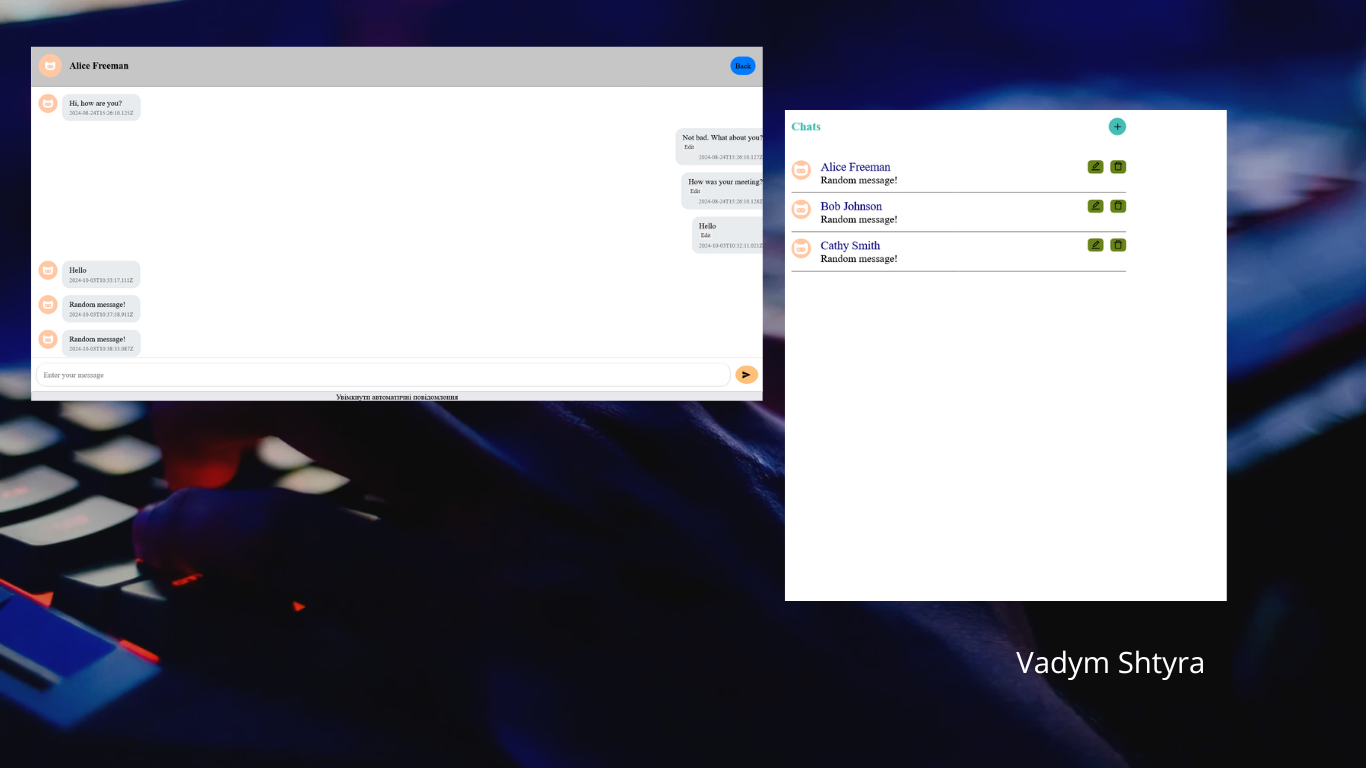 Alice Freeman
Back
Hi, how are you?
2024-08-24T15:26:10.125Z
Not bad. What about you?
Edit
2024-08-24T15:26:10.127Z
How was your meeting?
Edit
2024-08-24T15:26:10.128Z
Hello
Edit
2024-10-03T10:32:11.021Z
Hello
2024-10-03T10:33:17.111Z
Random message!
2024-10-03T10:37:18.911Z
Random message!
2024-10-03T10:38:33.087Z
Enter your message
Увімкнути автоматичні повідомлення
Chats
+
Alice Freeman
Random message!
Bob Johnson
Random message!
Cathy Smith
Random message!
Vadym Shtyra